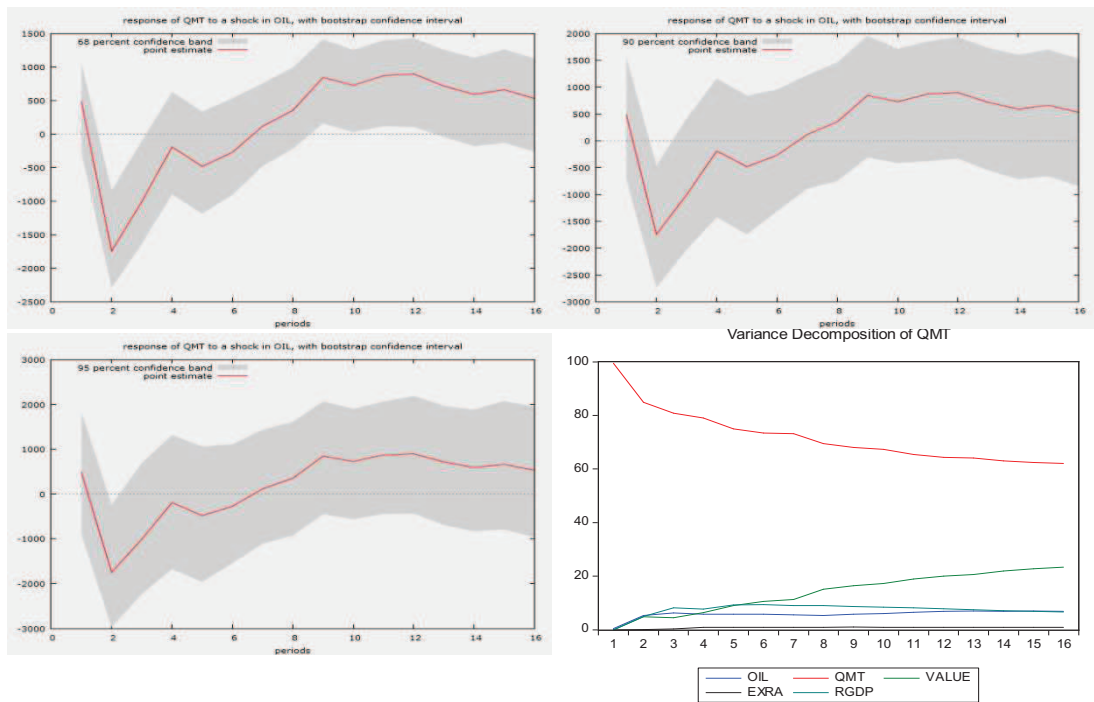 response of QMT to a shock in OIL, with bootstrap confidence interval
68 percent confidence band
point estimate
1500
1000
500
0
-500
-1000
-1500
-2000
-2500
2 4 6 8 10 12 14 16
periods
response of QMT to a shock in OIL, with bootstrap confidence interval
90 percent confidence band
point estimate
2000
1500
1000
500
0
-500
-1000
-1500
-2000
-2500
-3000
2 4 6 8 10 12 14 16
periods
response of QMT to a shock in OIL, with bootstrap confidence interval
95 percent confidence band
point estimate
3000
2000
1000
0
-1000
-2000
-3000
2 4 6 8 10 12 14 16
periods
Variance Decomposition of QMT
100
80
60
40
20
0
1 2 3 4 5 6 7 8 9 10 11 12 13 14 15 16
OIL QMT VALUE
EXRA RGDP